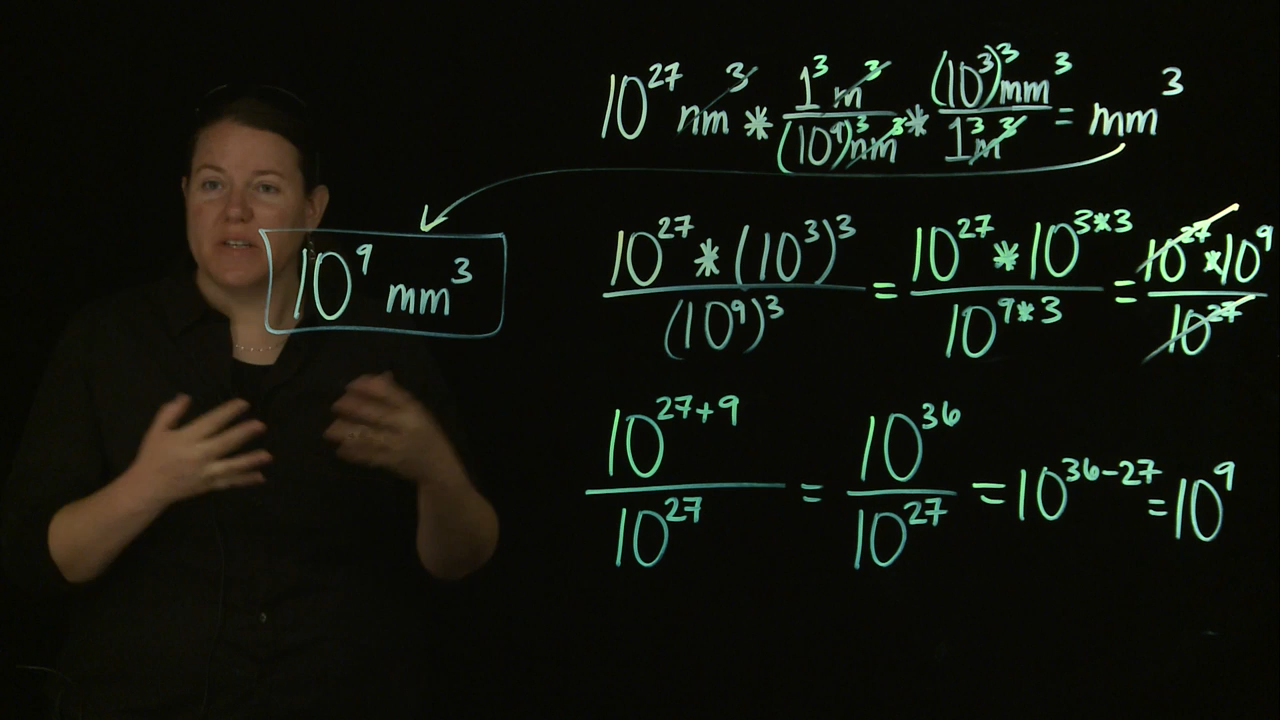 10^27 nm^3 * 1^3 m^3 / (10^9)^3 nm^3 * (10^3)^3 mm^3 / 1^3 m^3 = mm^3
10^9 mm^3
10^27 * (10^3)^3 / (10^9)^3 = 10^27 * 10^3*3 / 10^9*3 = 10^27 * 10^9 / 10^27
10^27+9 / 10^27 = 10^36 / 10^27 = 10^36-27 = 10^9